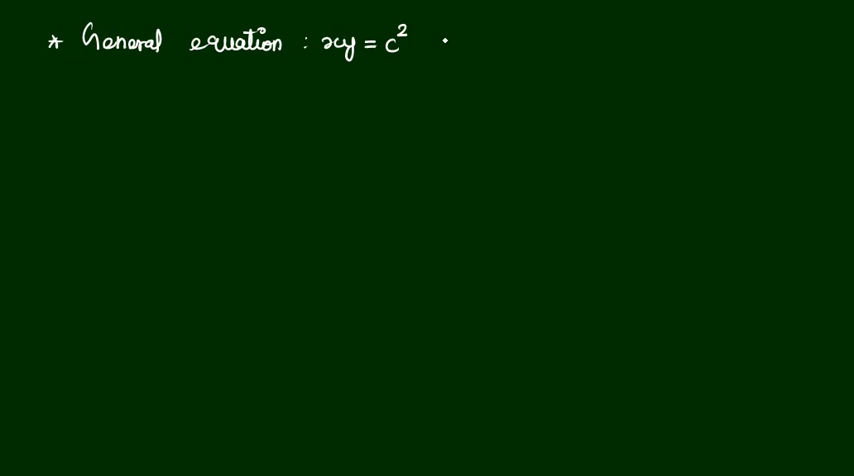 * General equation : xy = c²